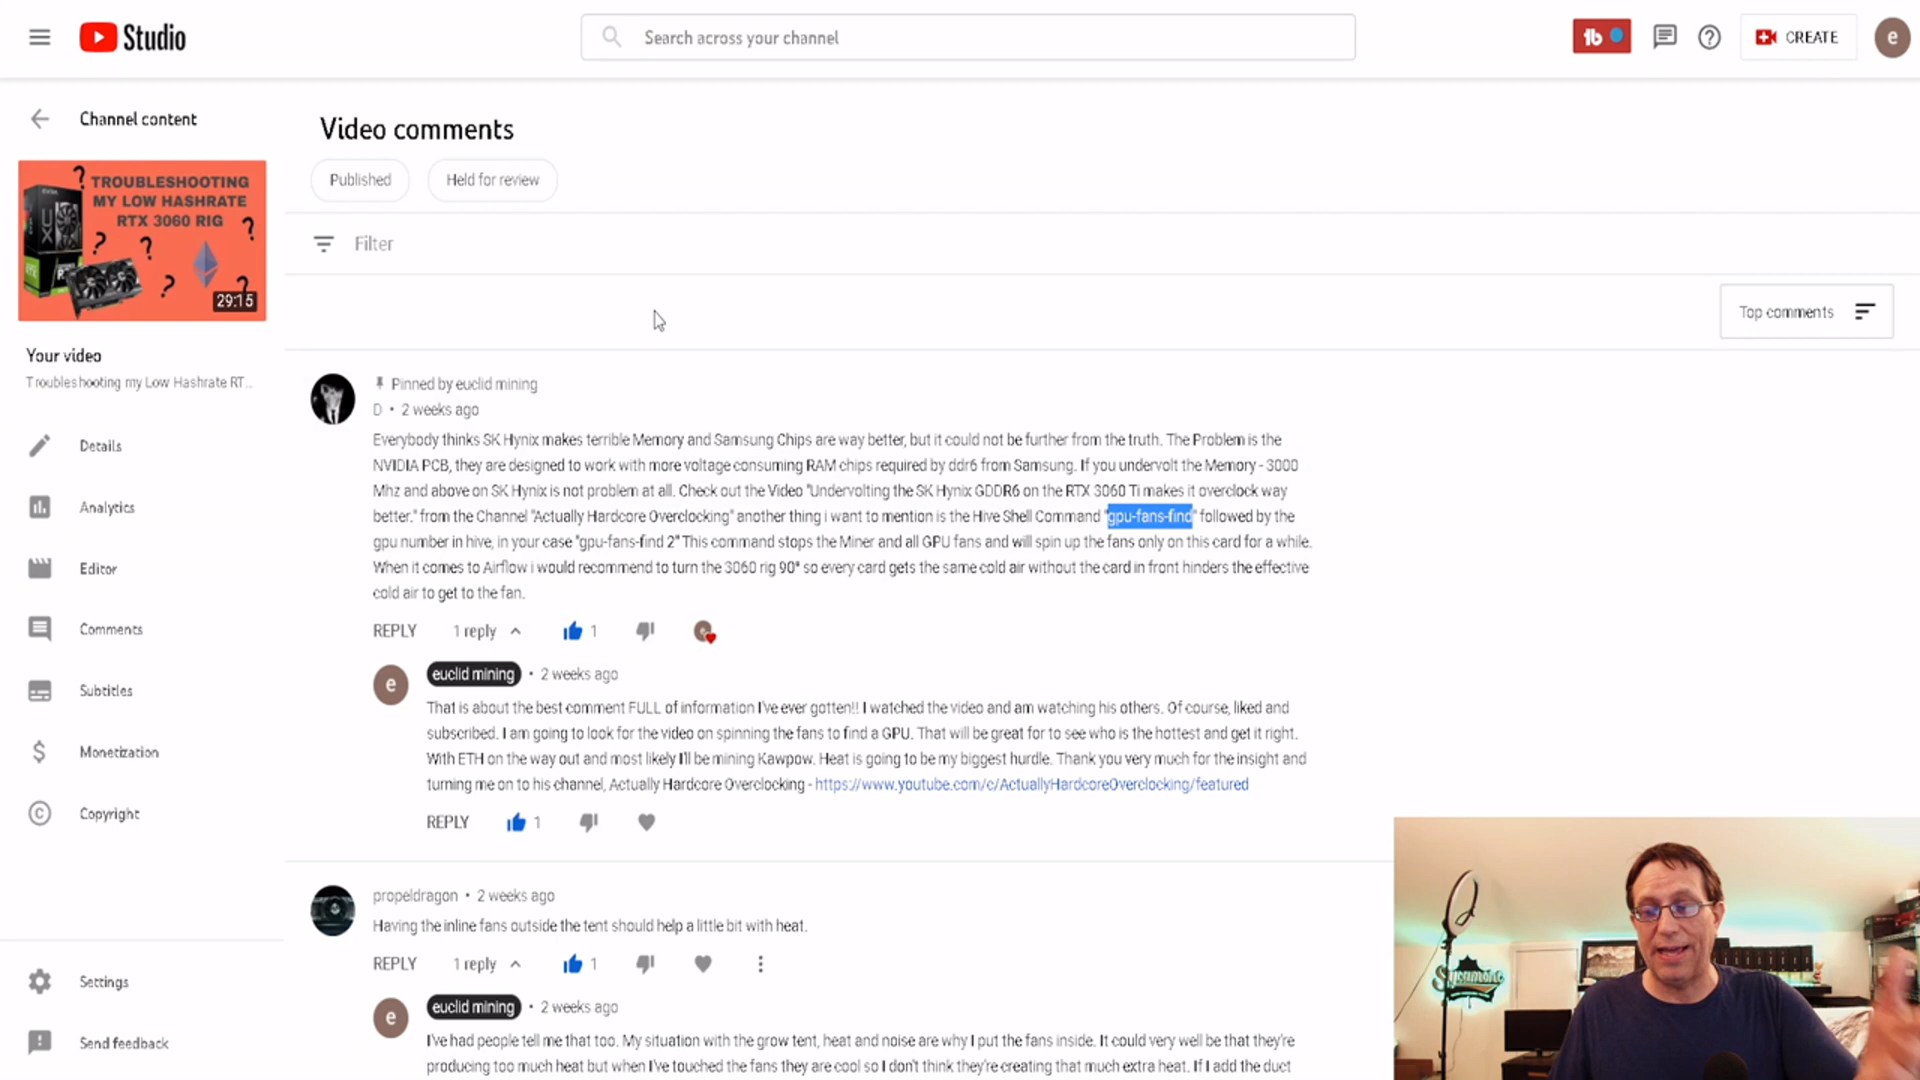 Studio
Search across your channel
CREATE
e
Channel content
TROUBLESHOOTING
MY LOW HASHRATE
RTX 3060 RIG
29:15
Your video
Troubleshooting my Low Hashrate RT...
Details
Analytics
Editor
Comments
Subtitles
Monetization
Copyright
Settings
Send feedback
Video comments
Published
Held for review
Filter
Top comments
Pinned by euclid mining
D • 2 weeks ago
Everybody thinks SK Hynix makes terrible Memory and Samsung Chips are way better, but it could not be further from the truth. The Problem is the
NVIDIA PCB, they are designed to work with more voltage consuming RAM chips required by ddr6 from Samsung. If you undervolt the Memory - 3000
Mhz and above on SK Hynix is not problem at all. Check out the Video "Undervolting the SK Hynix GDDR6 on the RTX 3060 Ti makes it overclock way
better." from the Channel "Actually Hardcore Overclocking" another thing i want to mention is the Hive Shell Command "gpu-fans-find" followed by the
gpu number in hive, in your case "gpu-fans-find 2" This command stops the Miner and all GPU fans and will spin up the fans only on this card for a while.
When it comes to Airflow i would recommend to turn the 3060 rig 90° so every card gets the same cold air without the card in front hinders the effective
cold air to get to the fan.
REPLY 1 reply 1
e
euclid mining • 2 weeks ago
That is about the best comment FULL of information I've ever gotten!! I watched the video and am watching his others. Of course, liked and
subscribed. I am going to look for the video on spinning the fans to find a GPU. That will be great for to see who is the hottest and get it right.
With ETH on the way out and most likely I'll be mining Kawpow. Heat is going to be my biggest hurdle. Thank you very much for the insight and
turning me on to his channel, Actually Hardcore Overclocking - https://www.youtube.com/c/ActuallyHardcoreOverclocking/featured
REPLY 1
propeldragon • 2 weeks ago
Having the inline fans outside the tent should help a little bit with heat.
REPLY 1 reply 1
e
euclid mining • 2 weeks ago
I've had people tell me that too. My situation with the grow tent, heat and noise are why I put the fans inside. It could very well be that they're
producing too much heat but when I've touched the fans they are cool so I don't think they're creating that much extra heat. If I add the duct
Sycamore